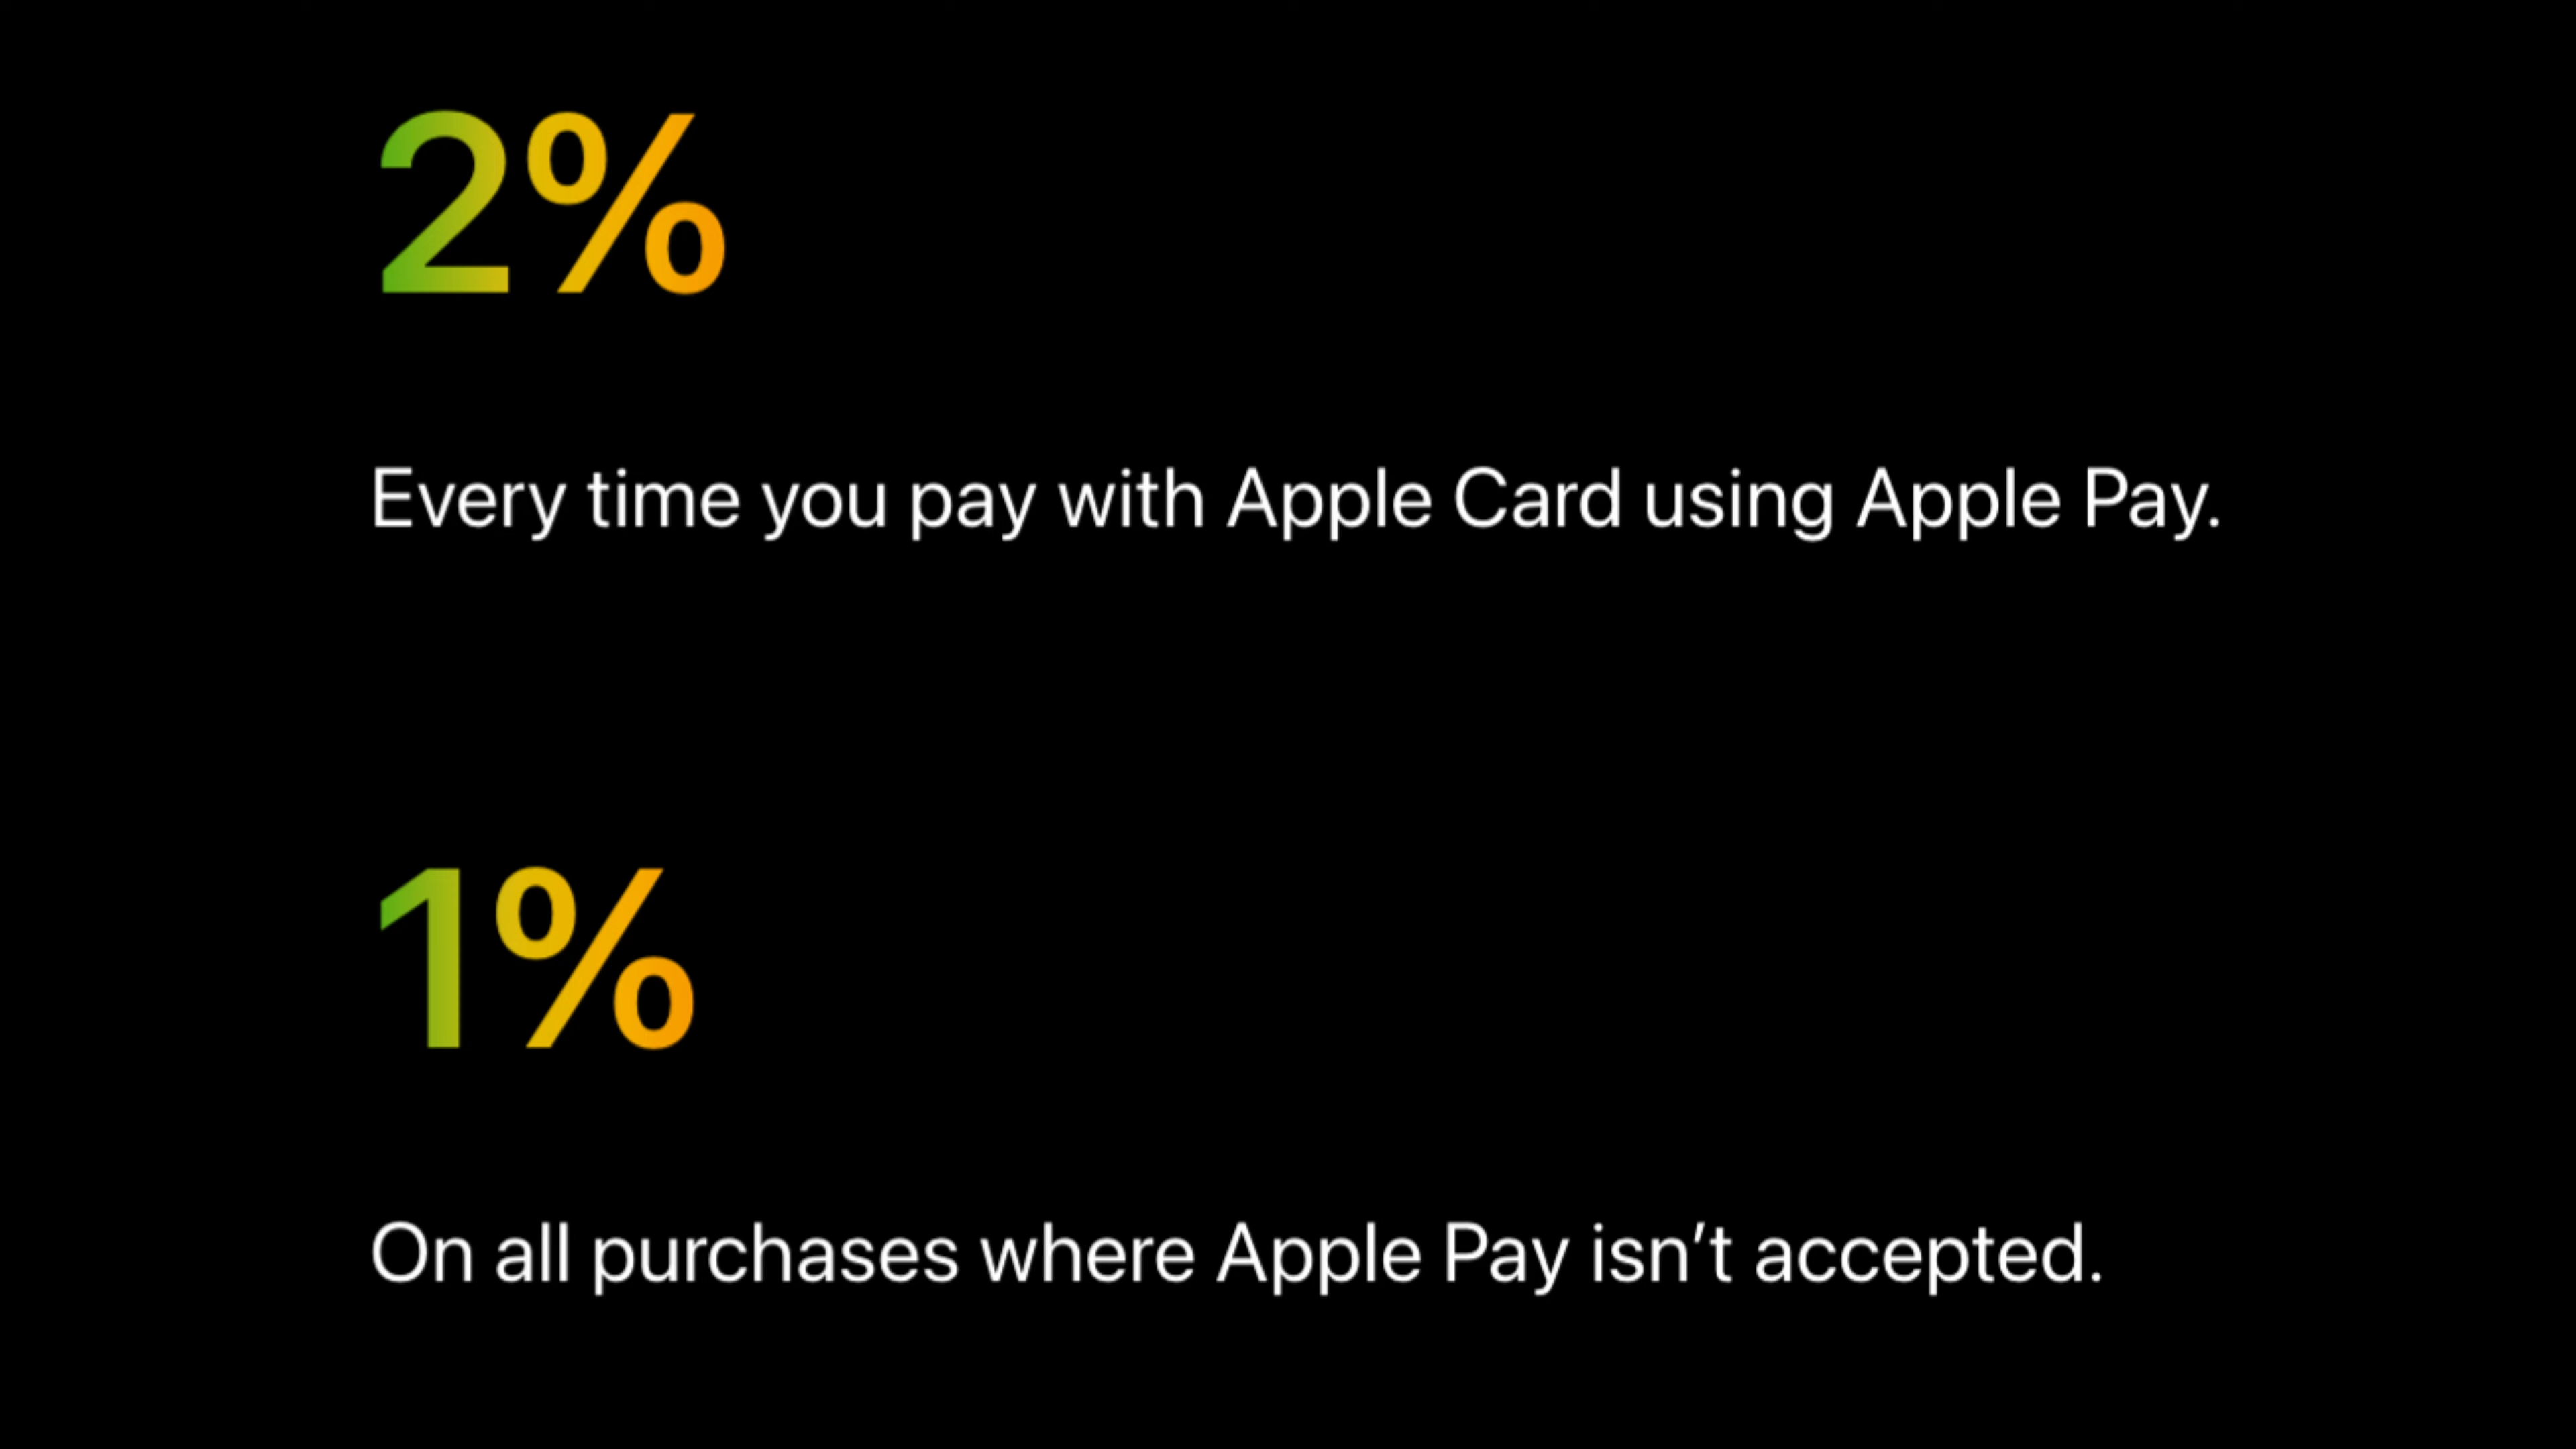 2%
Every time you pay with Apple Card using Apple Pay.
1%
On all purchases where Apple Pay isn’t accepted.